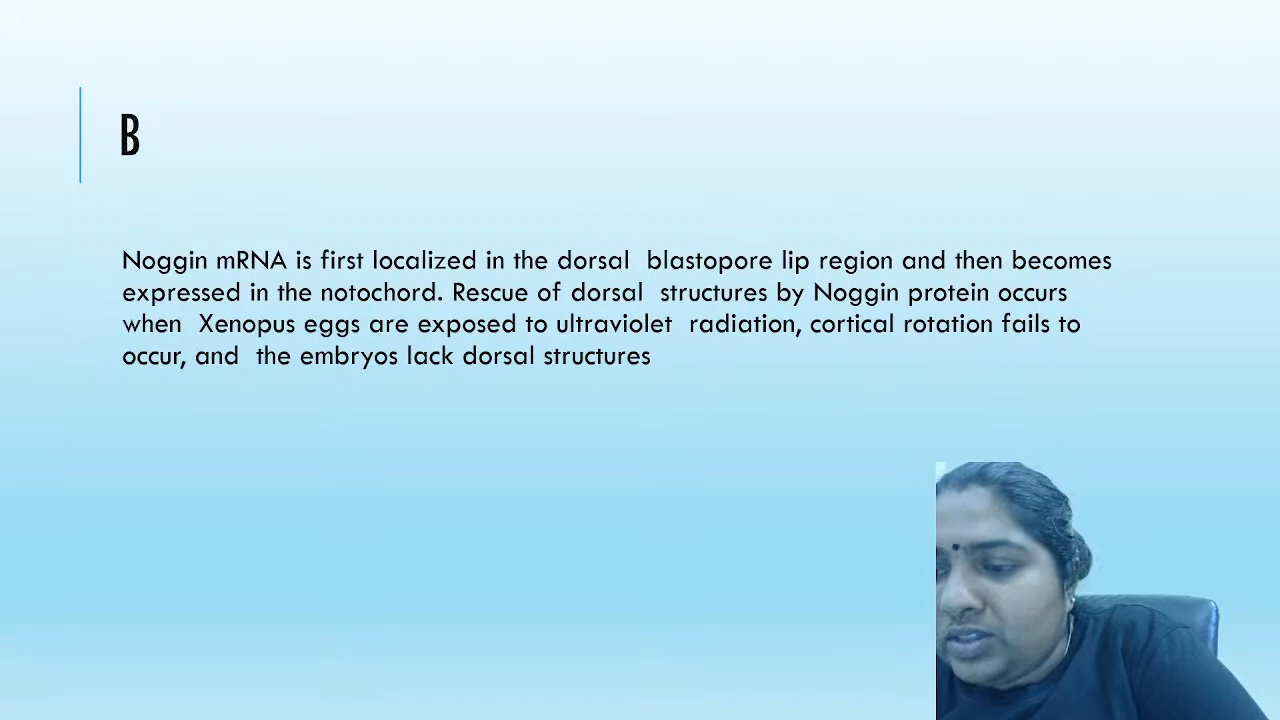 B
Noggin mRNA is first localized in the dorsal blastopore lip region and then becomes
expressed in the notochord. Rescue of dorsal structures by Noggin protein occurs
when Xenopus eggs are exposed to ultraviolet radiation, cortical rotation fails to
occur, and the embryos lack dorsal structures